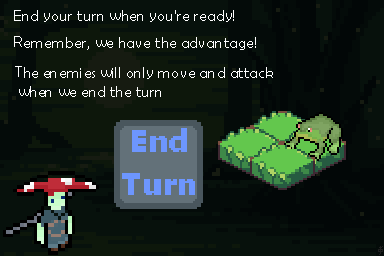 End your turn when you're ready!
Remember, we have the advantage!
The enemies will only move and attack
when we end the turn
End
Turn